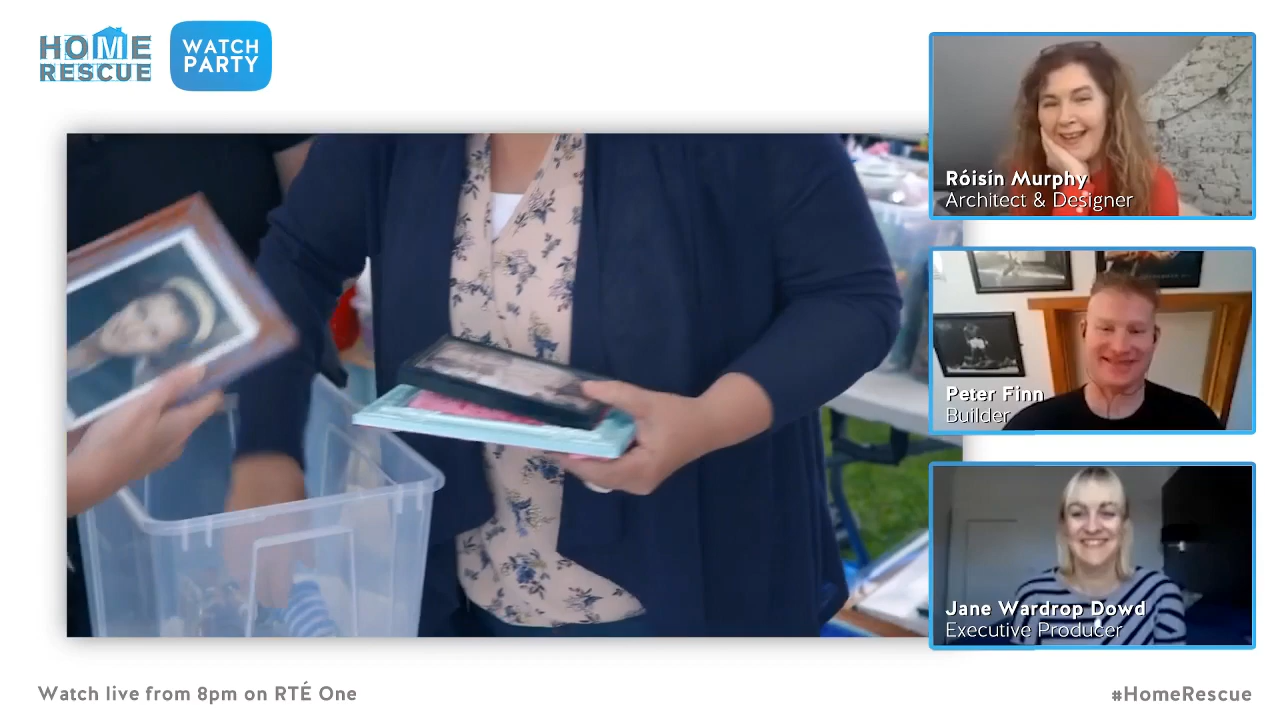 HOME
RESCUE
WATCH
PARTY
Róisín Murphy
Architect & Designer
Peter Finn
Builder
Jane Wardrop Dowd
Executive Producer
Watch live from 8pm on RTÉ One
#HomeRescue